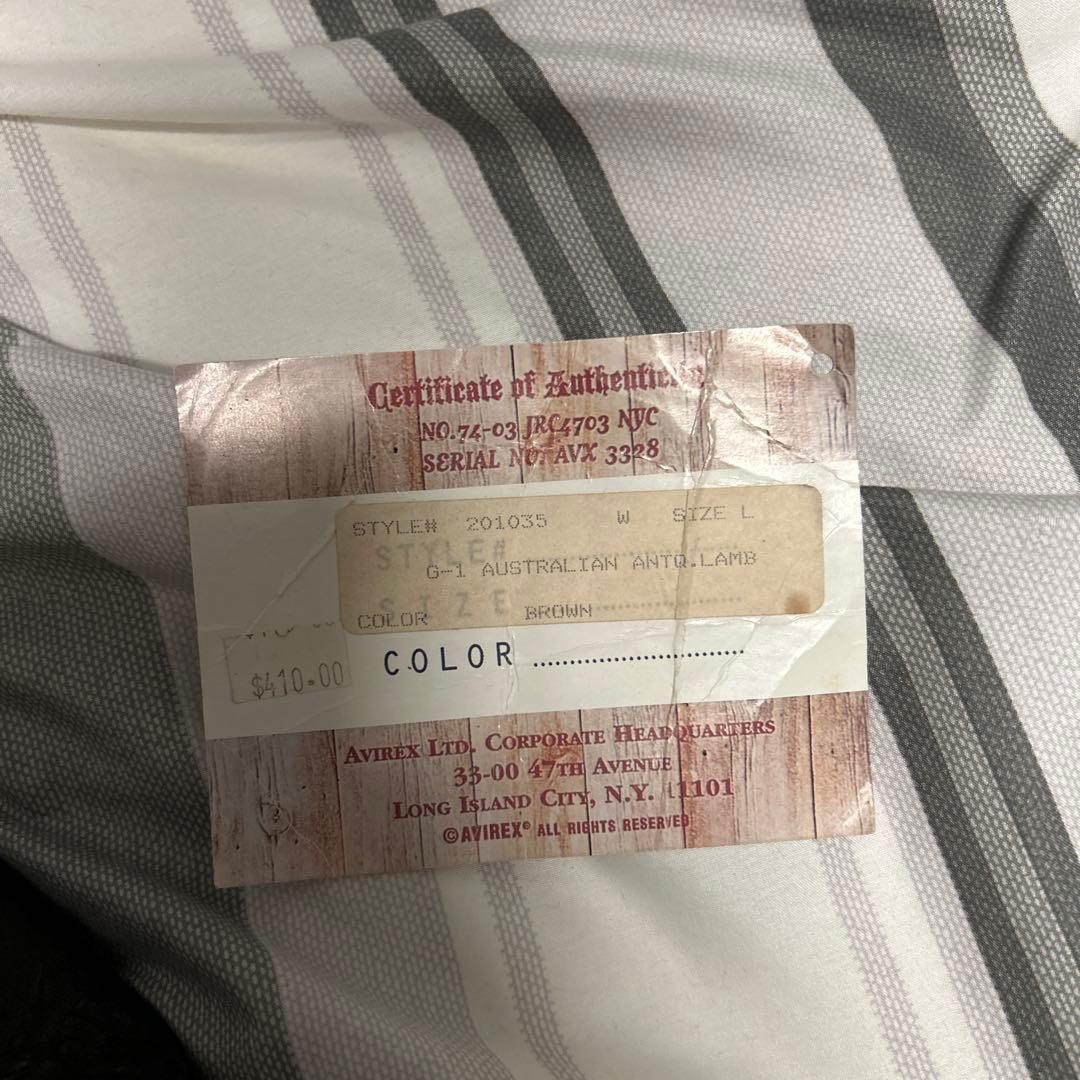 Certificate of
NO.74-03 JRC4703 NYC
SERIAL NO. AVX 3328
STYLE# 201035 W SIZE L
STYLE#
G-1 AUSTRALIAN ANTQ.LAMB
SIZE
COLOR BROWN
COLOR
$410.00
AVIREX LTD. CORPORATE HEADQUARTERS
33-00 47TH AVENUE
LONG ISLAND CITY, N.Y. 11101
©AVIREX® ALL RIGHTS RESERVED